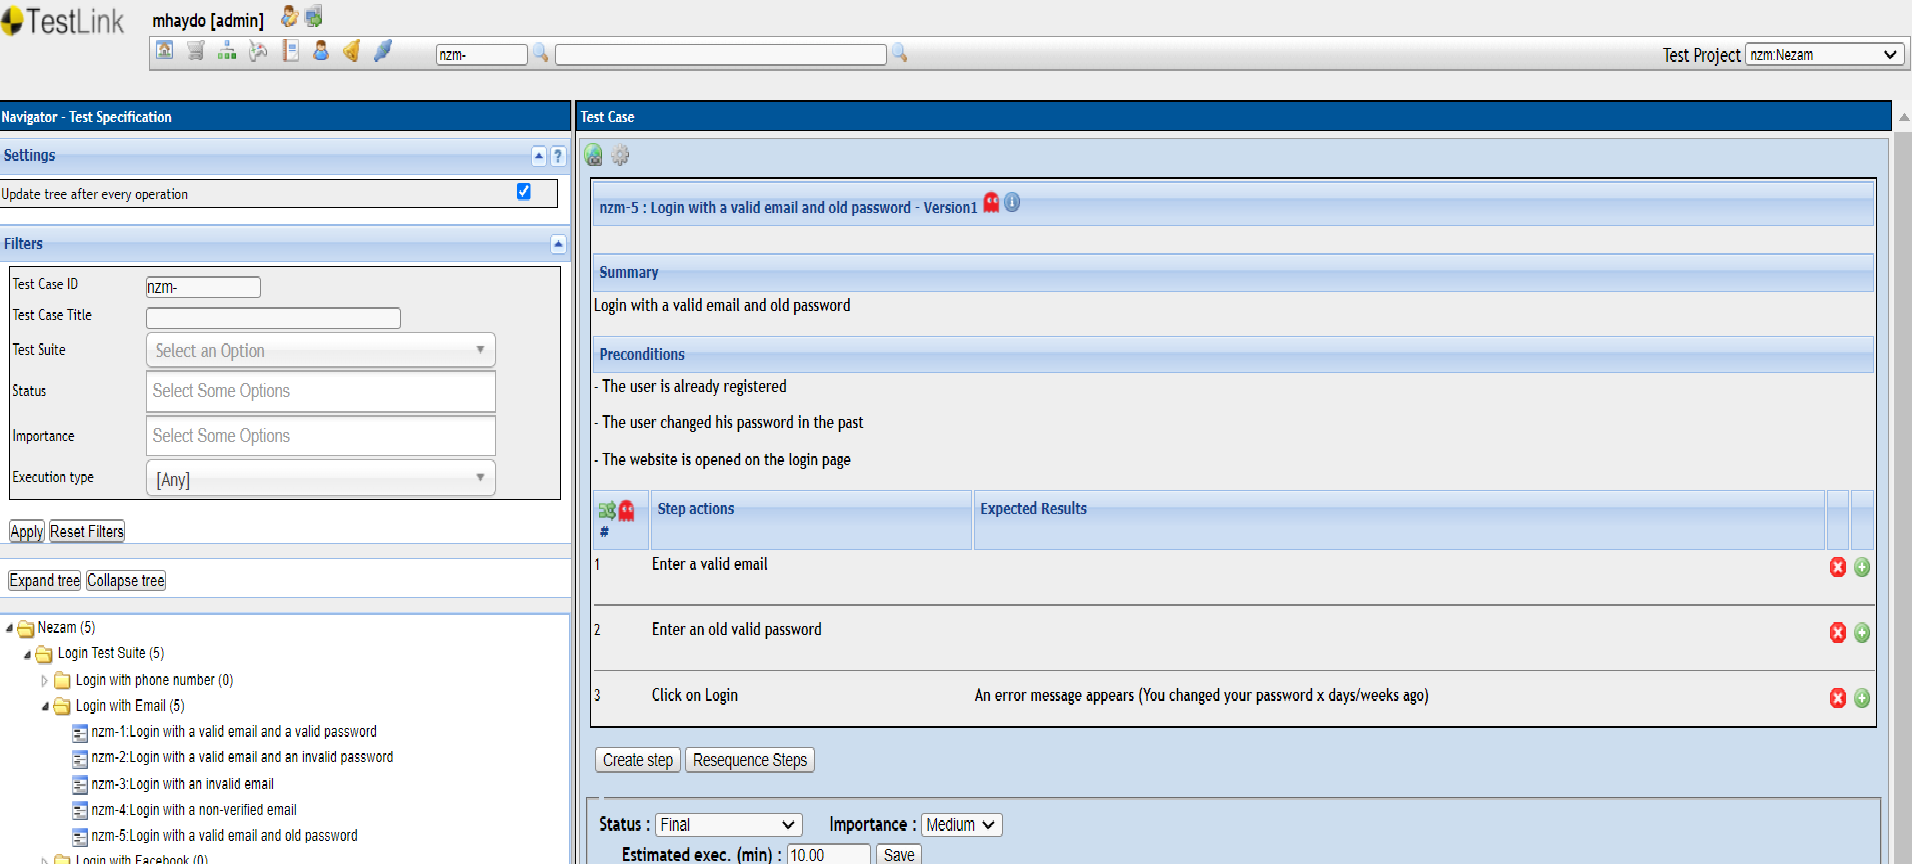 TestLink
mhaydo [admin]
nzm-
Test Project nzm:Nezam
Navigator - Test Specification
Settings
?
Update tree after every operation
Filters
Test Case ID nzm-
Test Case Title
Test Suite Select an Option
Status Select Some Options
Importance Select Some Options
Execution type [Any]
Apply Reset Filters
Expand tree Collapse tree
Nezam (5)
Login Test Suite (5)
Login with phone number (0)
Login with Email (5)
nzm-1:Login with a valid email and a valid password
nzm-2:Login with a valid email and an invalid password
nzm-3:Login with an invalid email
nzm-4:Login with a non-verified email
nzm-5:Login with a valid email and old password
Login with Facebook (0)
Test Case
nzm-5 : Login with a valid email and old password - Version1
Summary
Login with a valid email and old password
Preconditions
- The user is already registered
- The user changed his password in the past
- The website is opened on the login page
# Step actions Expected Results
1 Enter a valid email
2 Enter an old valid password
3 Click on Login An error message appears (You changed your password x days/weeks ago)
Create step Resequence Steps
Status : Final Importance : Medium
Estimated exec. (min) : 10.00 Save